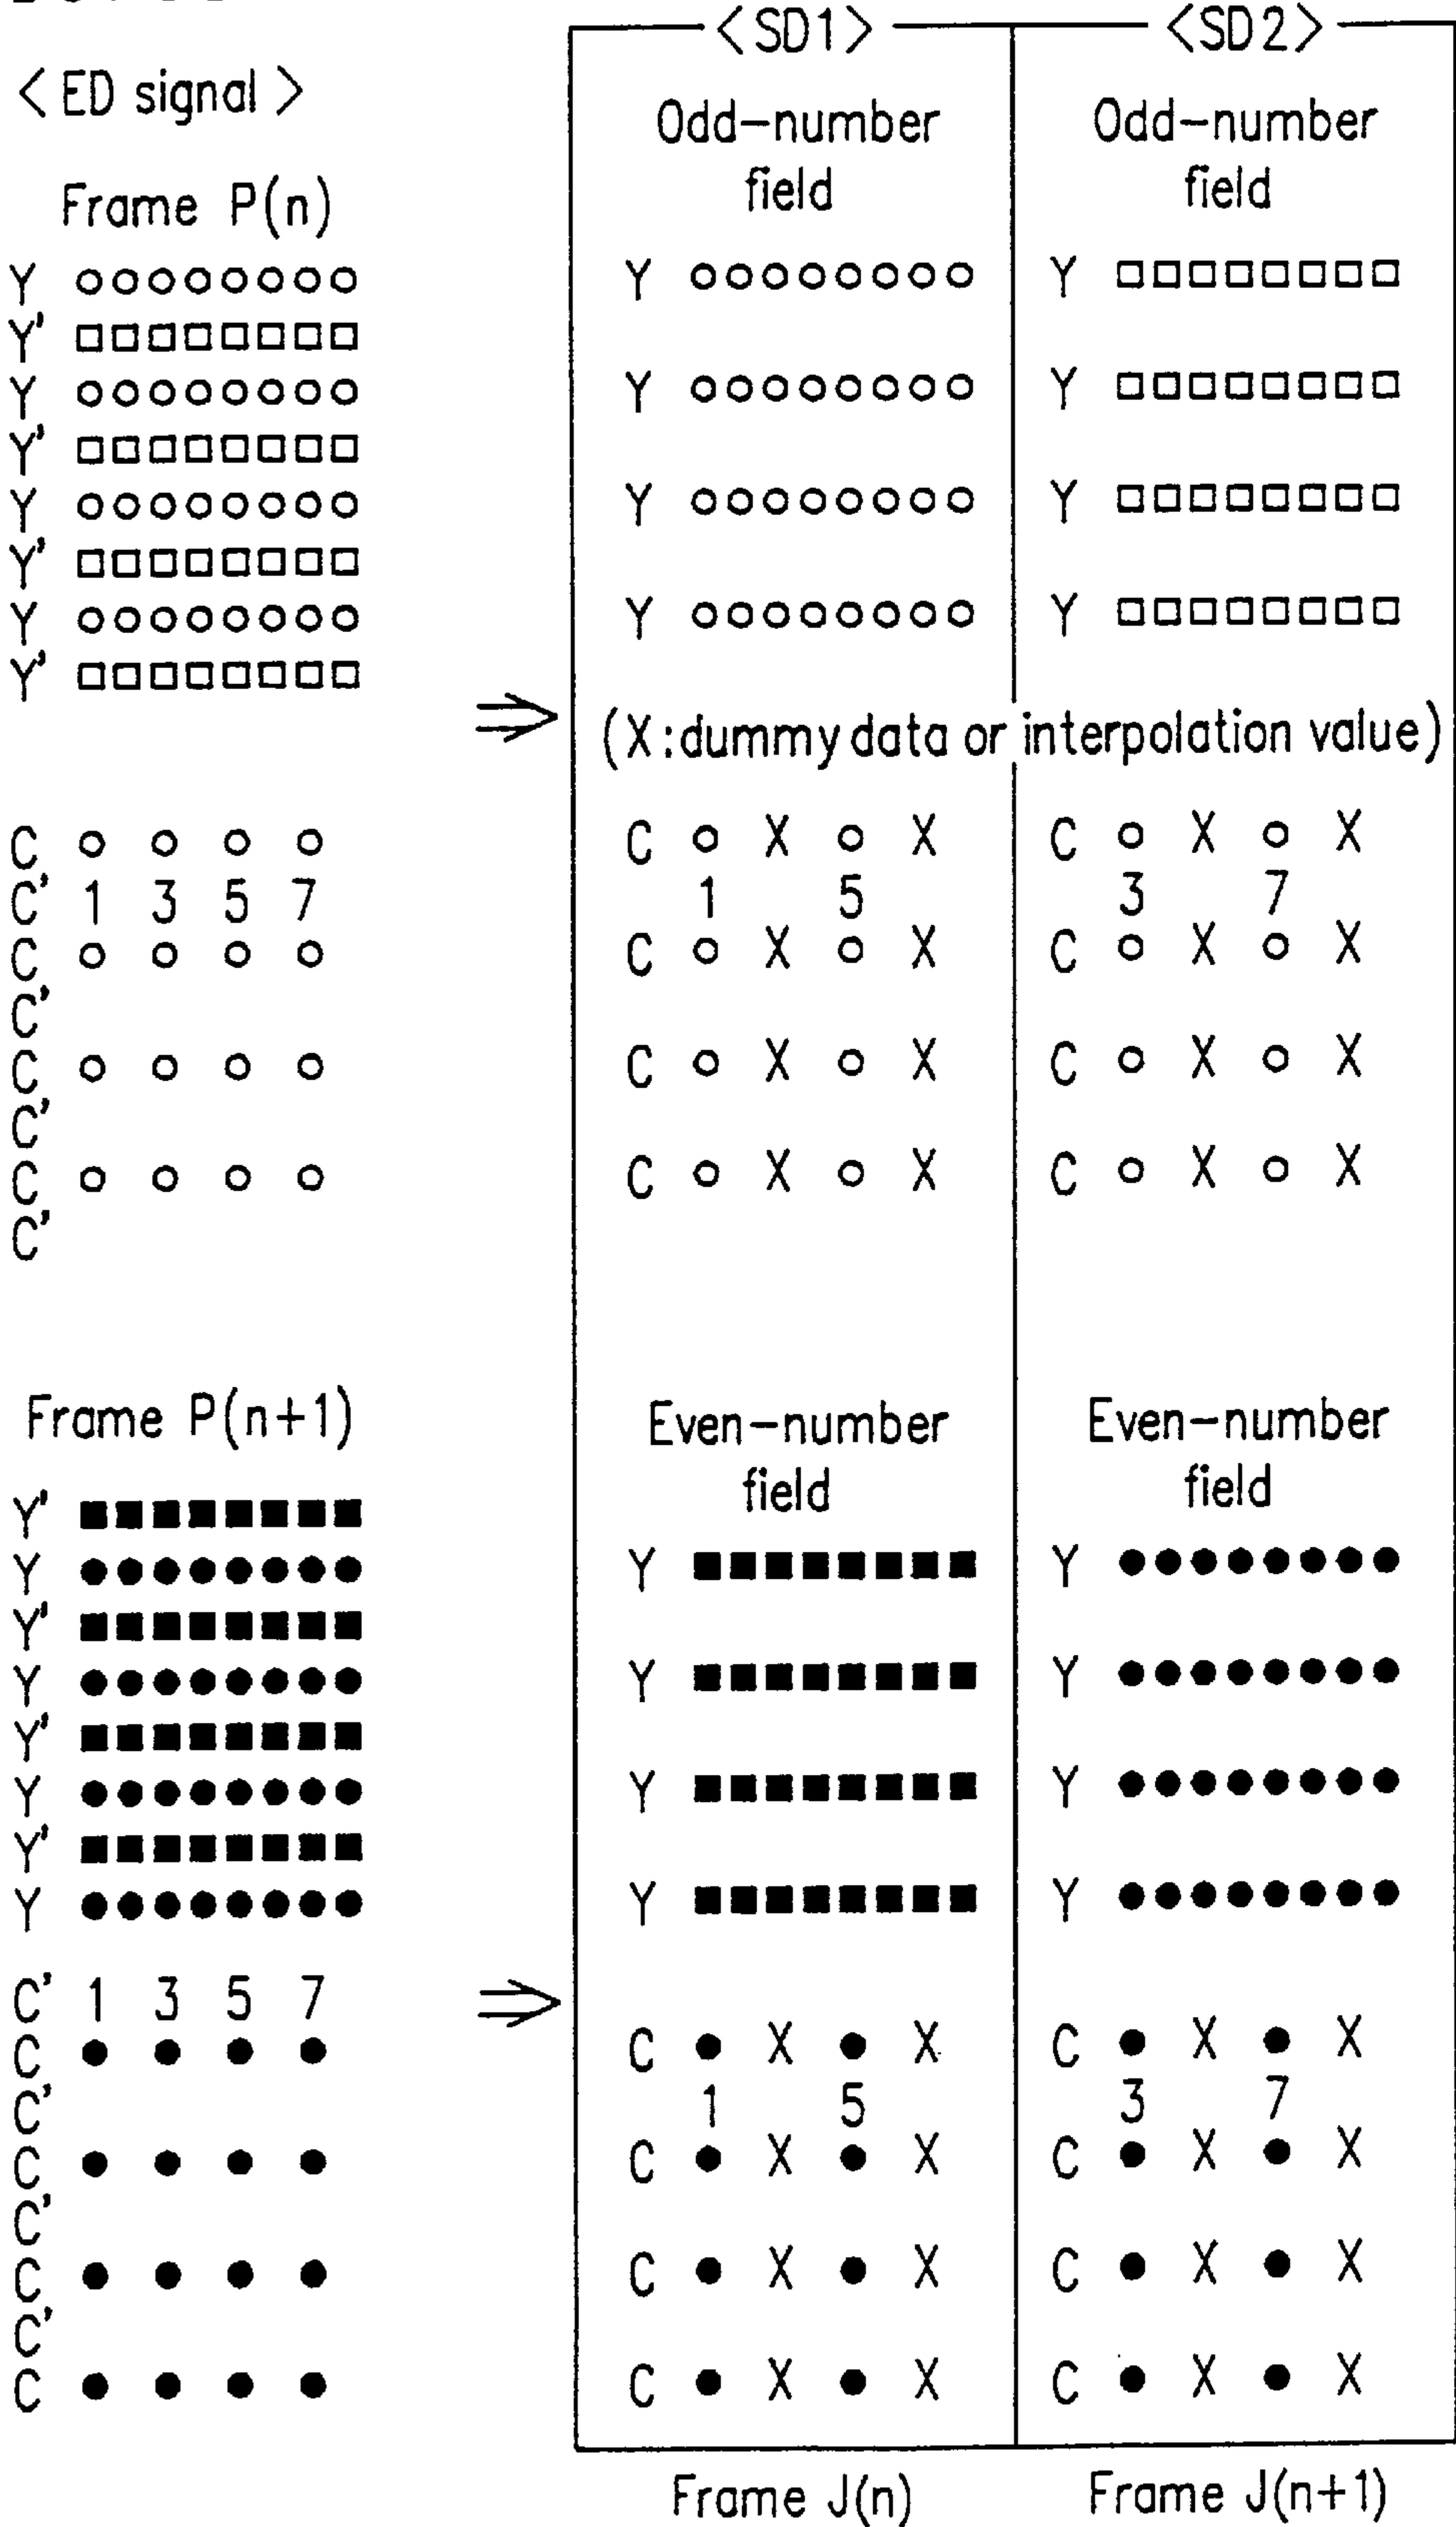 < ED signal >
Frame P(n)
Y
Y'
Y
Y'
Y
Y'
Y
Y'
C
C' 1 3 5 7
C
C'
C
C'
C
C'
Frame P(n+1)
Y'
Y
Y'
Y
Y'
Y
Y'
Y
C' 1 3 5 7
C
C'
C
C'
C
C'
C
<SD1>
Odd-number
field
Y
Y
Y
Y
<SD2>
Odd-number
field
Y
Y
Y
Y
(X:dummy data or interpolation value)
C X X
1 5
C X X
C X X
C X X
C X X
3 7
C X X
C X X
C X X
Even-number
field
Y
Y
Y
Y
C X X
1 5
C X X
C X X
C X X
Frame J(n)
Even-number
field
Y
Y
Y
Y
C X X
3 7
C X X
C X X
C X X
Frame J(n+1)